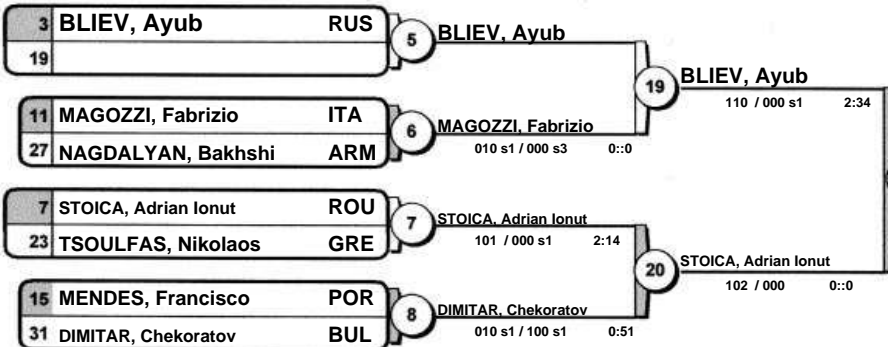 3 BLIEV, Ayub RUS
19
5
BLIEV, Ayub
11 MAGOZZI, Fabrizio ITA
27 NAGDALYAN, Bakhshi ARM
6
MAGOZZI, Fabrizio
010 s1 / 000 s3 0::0
19
BLIEV, Ayub
110 / 000 s1 2:34
7 STOICA, Adrian Ionut ROU
23 TSOULFAS, Nikolaos GRE
7
STOICA, Adrian Ionut
101 / 000 s1 2:14
15 MENDES, Francisco POR
31 DIMITAR, Chekoratov BUL
8
DIMITAR, Chekoratov
010 s1 / 100 s1 0:51
20
STOICA, Adrian Ionut
102 / 000 0::0